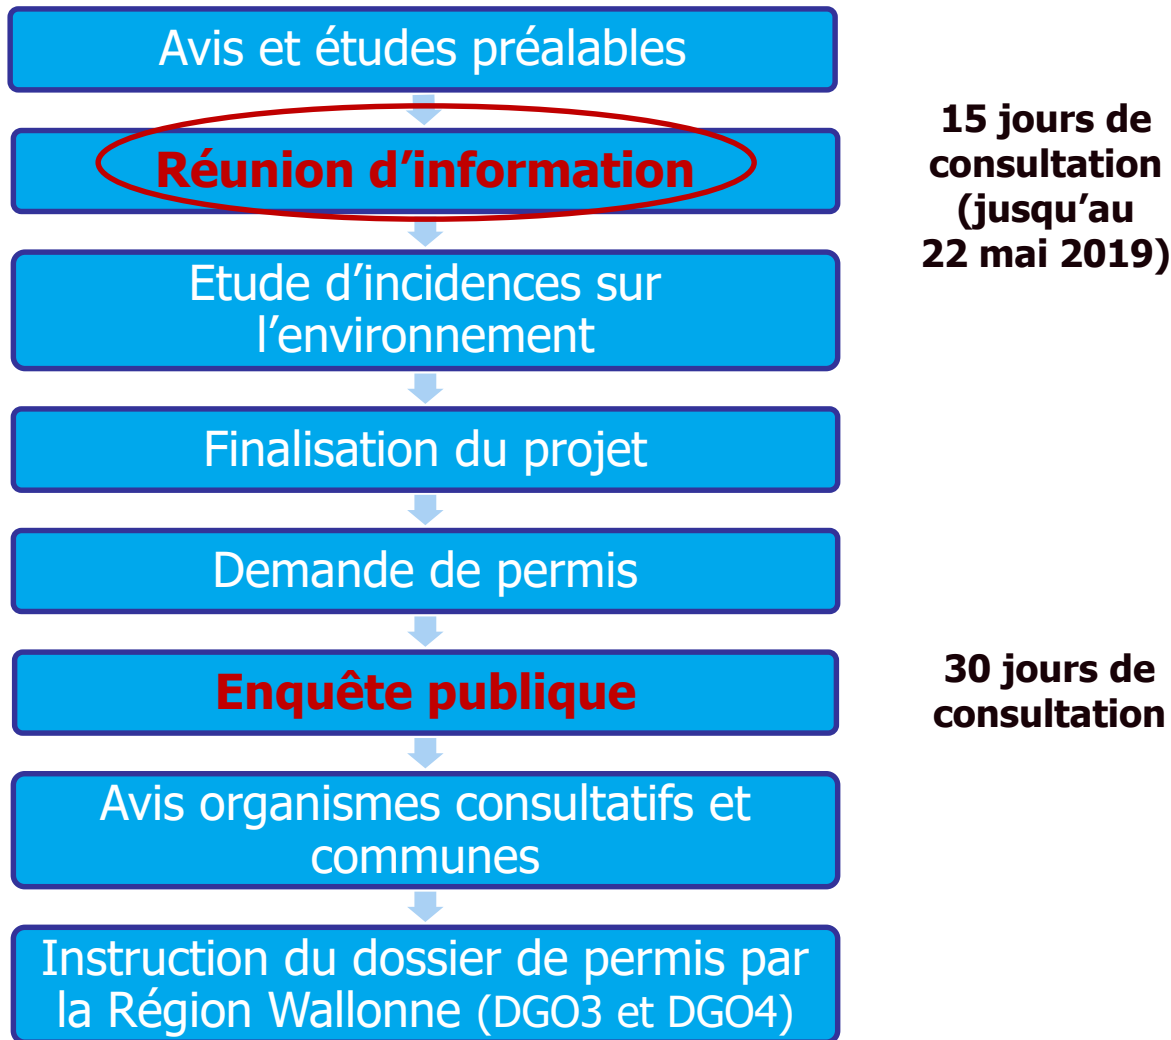 Avis et études préalables
Réunion d’information
15 jours de
consultation
(jusqu’au
22 mai 2019)
Etude d’incidences sur
l’environnement
Finalisation du projet
Demande de permis
Enquête publique
30 jours de
consultation
Avis organismes consultatifs et
communes
Instruction du dossier de permis par
la Région Wallonne (DGO3 et DGO4)